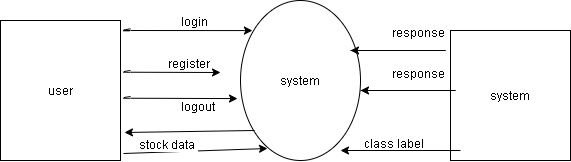 login
response
register
response
user
system
system
logout
stock data
class label